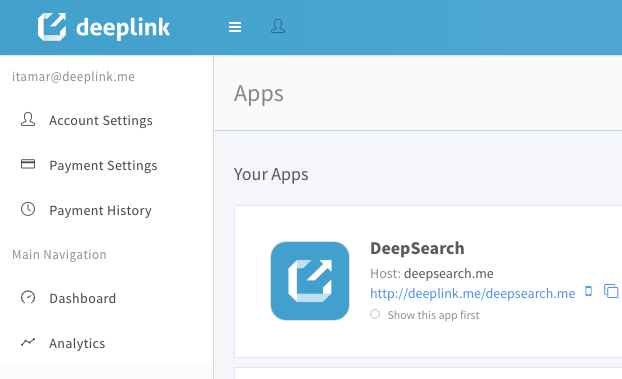 deeplink
itamar@deeplink.me
Account Settings
Payment Settings
Payment History
Main Navigation
Dashboard
Analytics
Apps
Your Apps
DeepSearch
Host: deepsearch.me
http://deeplink.me/deepsearch.me
Show this app first